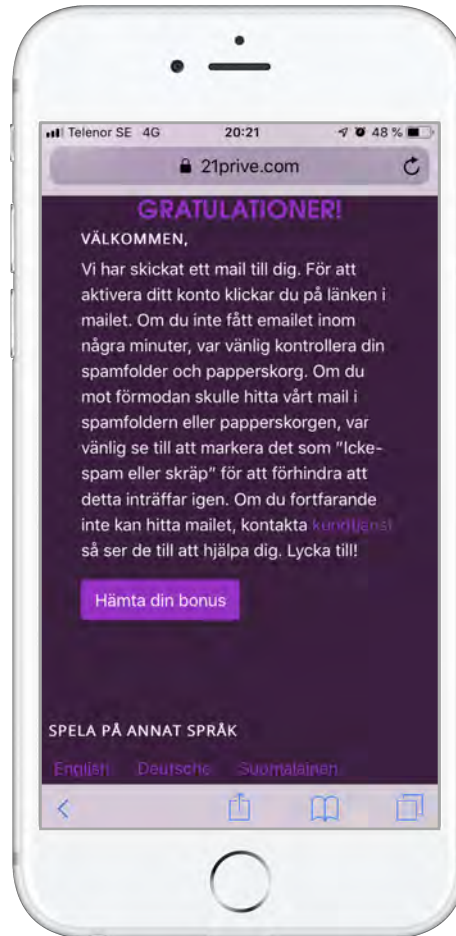 Telenor SE 4G 20:21 48 %
21prive.com
GRATULATIONER!
VÄLKOMMEN,
Vi har skickat ett mail till dig. För att
aktivera ditt konto klickar du på länken i
mailet. Om du inte fått emailet inom
några minuter, var vänlig kontrollera din
spamfolder och papperskorg. Om du
mot förmodan skulle hitta vårt mail i
spamfoldern eller papperskorgen, var
vänlig se till att markera det som ”Icke-
spam eller skräp” för att förhindra att
detta inträffar igen. Om du fortfarande
inte kan hitta mailet, kontakta kundtjänst
så ser de till att hjälpa dig. Lycka till!
Hämta din bonus
SPELA PÅ ANNAT SPRÅK
English Deutsche Suomalainen